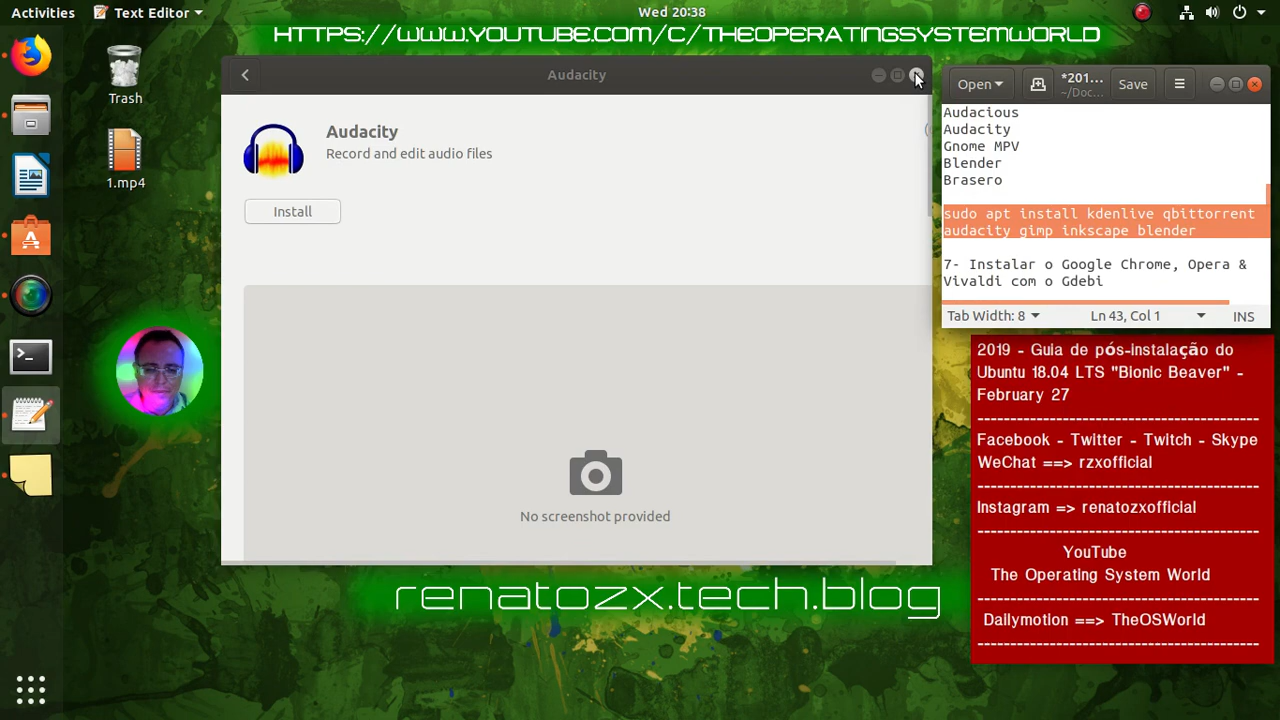 Activities
Text Editor
Wed 20:38
HTTPS://WWW.YOUTUBE.COM/C/THEOPERATINGSYSTEMWORLD
Trash
1.mp4
Audacity
Audacity
Record and edit audio files
Install
No screenshot provided
Open
*201...
~/Doc...
Save
Audacious
Audacity
Gnome MPV
Blender
Brasero
sudo apt install kdenlive qbittorrent
audacity gimp inkscape blender
7- Instalar o Google Chrome, Opera &
Vivaldi com o Gdebi
Tab Width: 8
Ln 43, Col 1
INS
2019 - Guia de pós-instalação do
Ubuntu 18.04 LTS "Bionic Beaver" -
February 27
-------------------------------------------
Facebook - Twitter - Twitch - Skype
WeChat ==> rzxofficial
-------------------------------------------
Instagram => renatozxofficial
-------------------------------------------
YouTube
The Operating System World
-------------------------------------------
Dailymotion ==> TheOSWorld
-------------------------------------------
renatozx.tech.blog